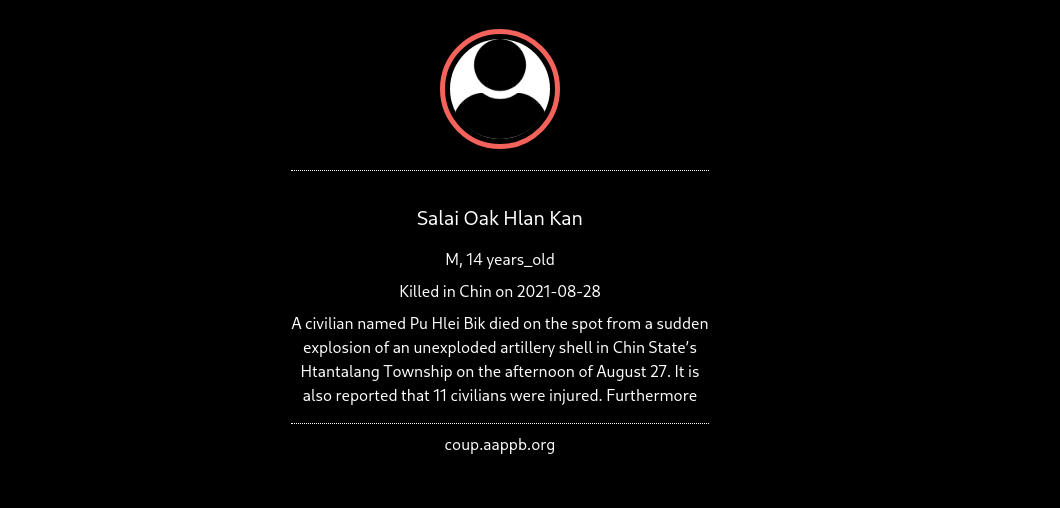 Salai Oak Hlan Kan
M, 14 years_old
Killed in Chin on 2021-08-28
A civilian named Pu Hlei Bik died on the spot from a sudden
explosion of an unexploded artillery shell in Chin State's
Htantalang Township on the afternoon of August 27. It is
also reported that 11 civilians were injured. Furthermore
coup.aappb.org